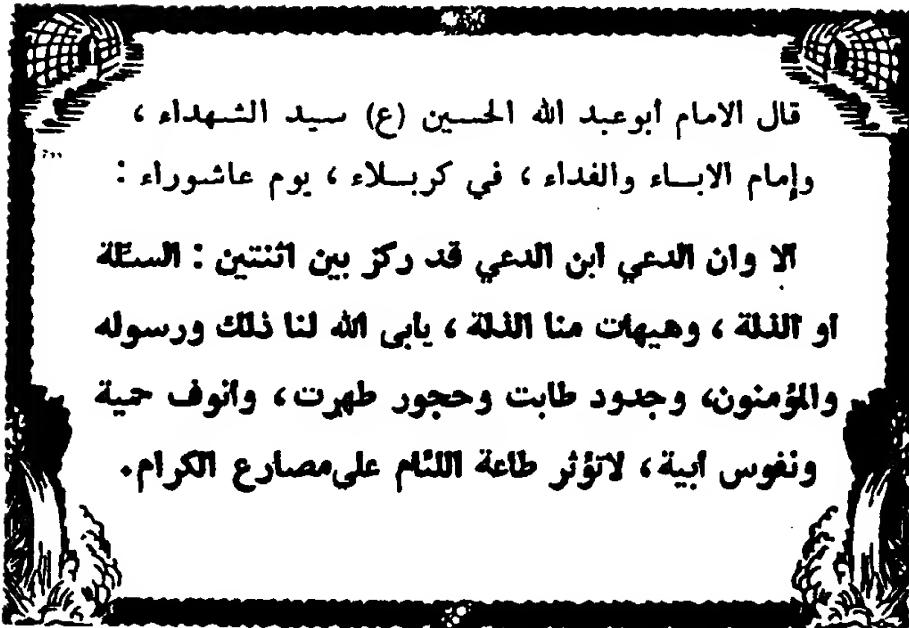 قال الامام ابوعبد الله الحسين (ع) سيد الشهداء ،
وإمام الابـــاء والفداء ، في كربـــلاء ، يوم عاشوراء :
الا وان الدعي ابن الدعي قد ركز بين اثنتين : السلة
او الذلة ، وهيهات منا الذلة ، يابى الله لنا ذلك ورسوله
والمؤمنون، وجدود طابت وحجور طهرت ، وانوف حمية
ونفوس ابية ، لاتؤثر طاعة اللئام على مصارع الكرام.